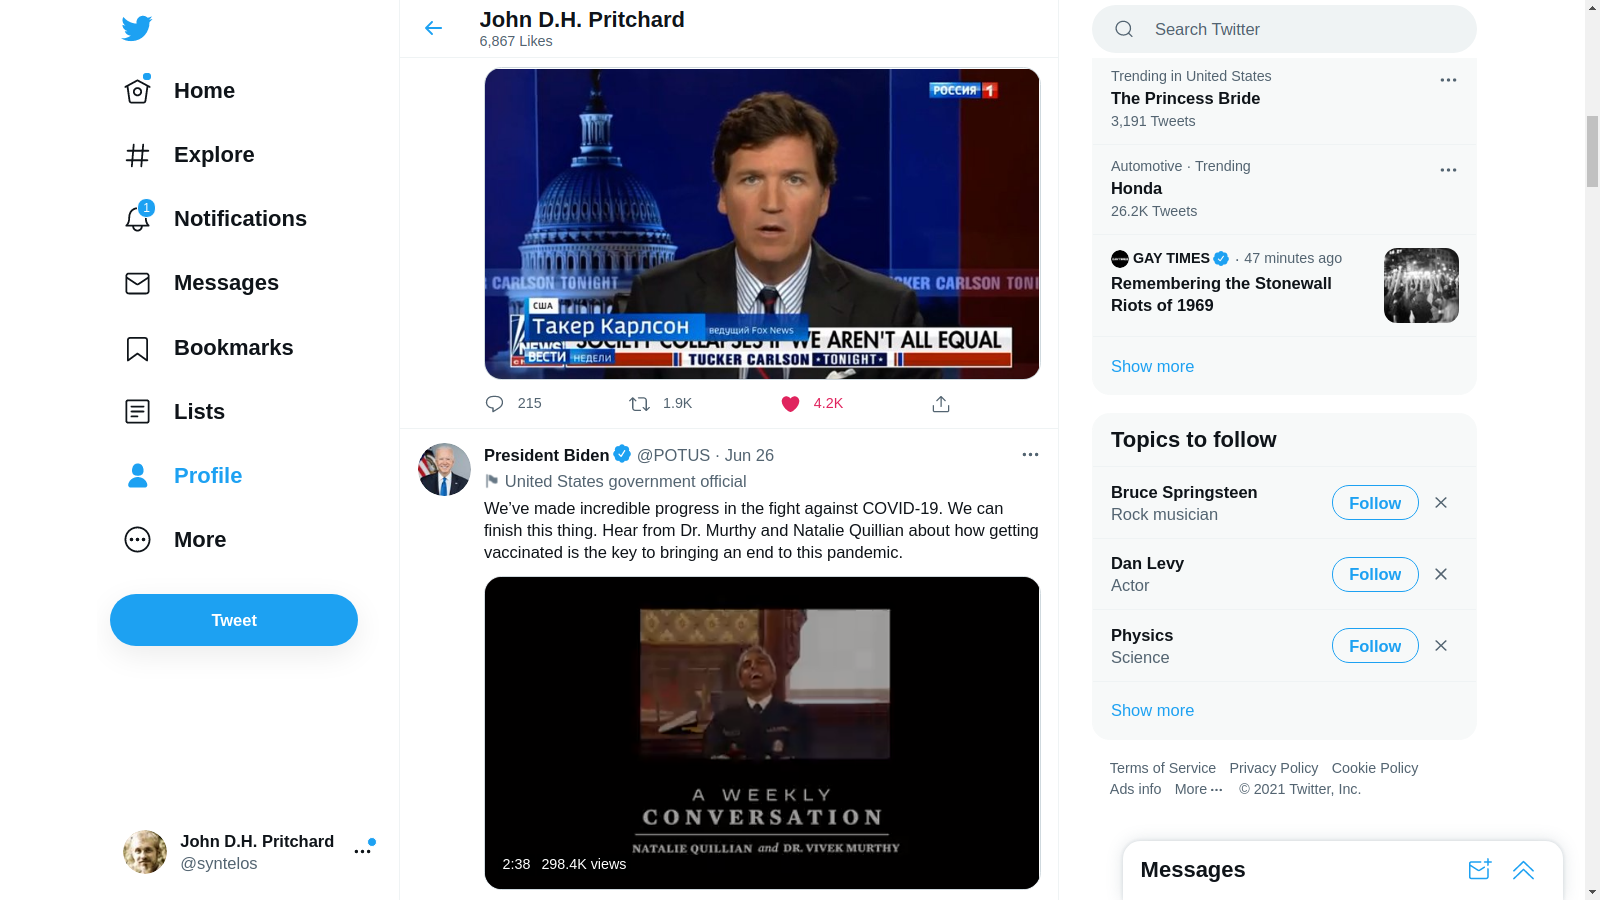 Home
Explore
1
Notifications
Messages
Bookmarks
Lists
Profile
More
Tweet
John D.H. Pritchard
@syntelos
John D.H. Pritchard
6,867 Likes
РОССИЯ 1
CARLSON TONIGHT
TUCKER CARLSON TONI
США
Такер Карлсон
ведущий Fox News
SOCIETY COLLAPSES IF WE AREN'T ALL EQUAL
NEWS
ВЕСТИ НЕДЕЛИ
TUCKER CARLSON TONIGHT
215
1.9K
4.2K
President Biden @POTUS · Jun 26
United States government official
We've made incredible progress in the fight against COVID-19. We can
finish this thing. Hear from Dr. Murthy and Natalie Quillian about how getting
vaccinated is the key to bringing an end to this pandemic.
A WEEKLY
CONVERSATION
NATALIE QUILLIAN and DR. VIVEK MURTHY
2:38 298.4K views
Search Twitter
Trending in United States
The Princess Bride
3,191 Tweets
Automotive · Trending
Honda
26.2K Tweets
GAY TIMES · 47 minutes ago
Remembering the Stonewall
Riots of 1969
Show more
Topics to follow
Bruce Springsteen
Rock musician
Follow
Dan Levy
Actor
Follow
Physics
Science
Follow
Show more
Terms of Service Privacy Policy Cookie Policy
Ads info More ··· © 2021 Twitter, Inc.
Messages